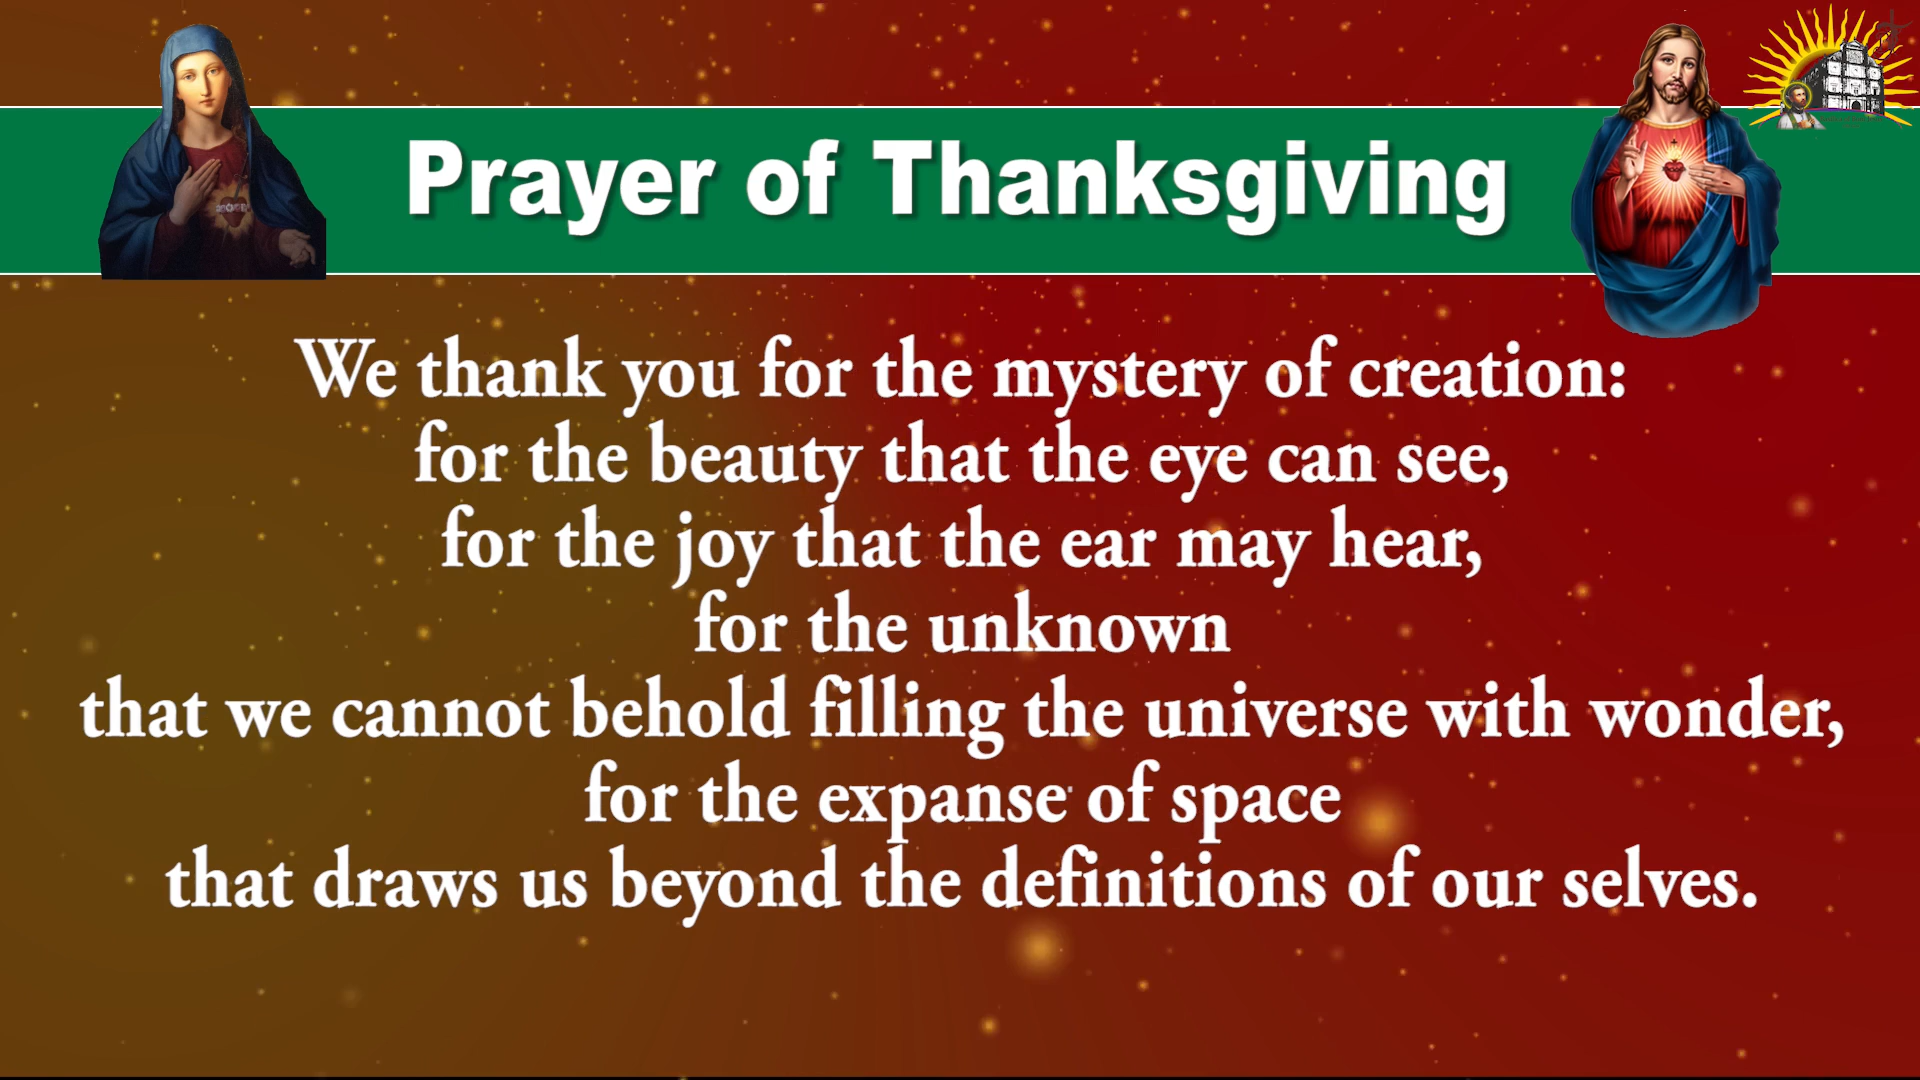 Prayer of Thanksgiving
We thank you for the mystery of creation:
for the beauty that the eye can see,
for the joy that the ear may hear,
for the unknown
that we cannot behold filling the universe with wonder,
for the expanse of space
that draws us beyond the definitions of our selves.